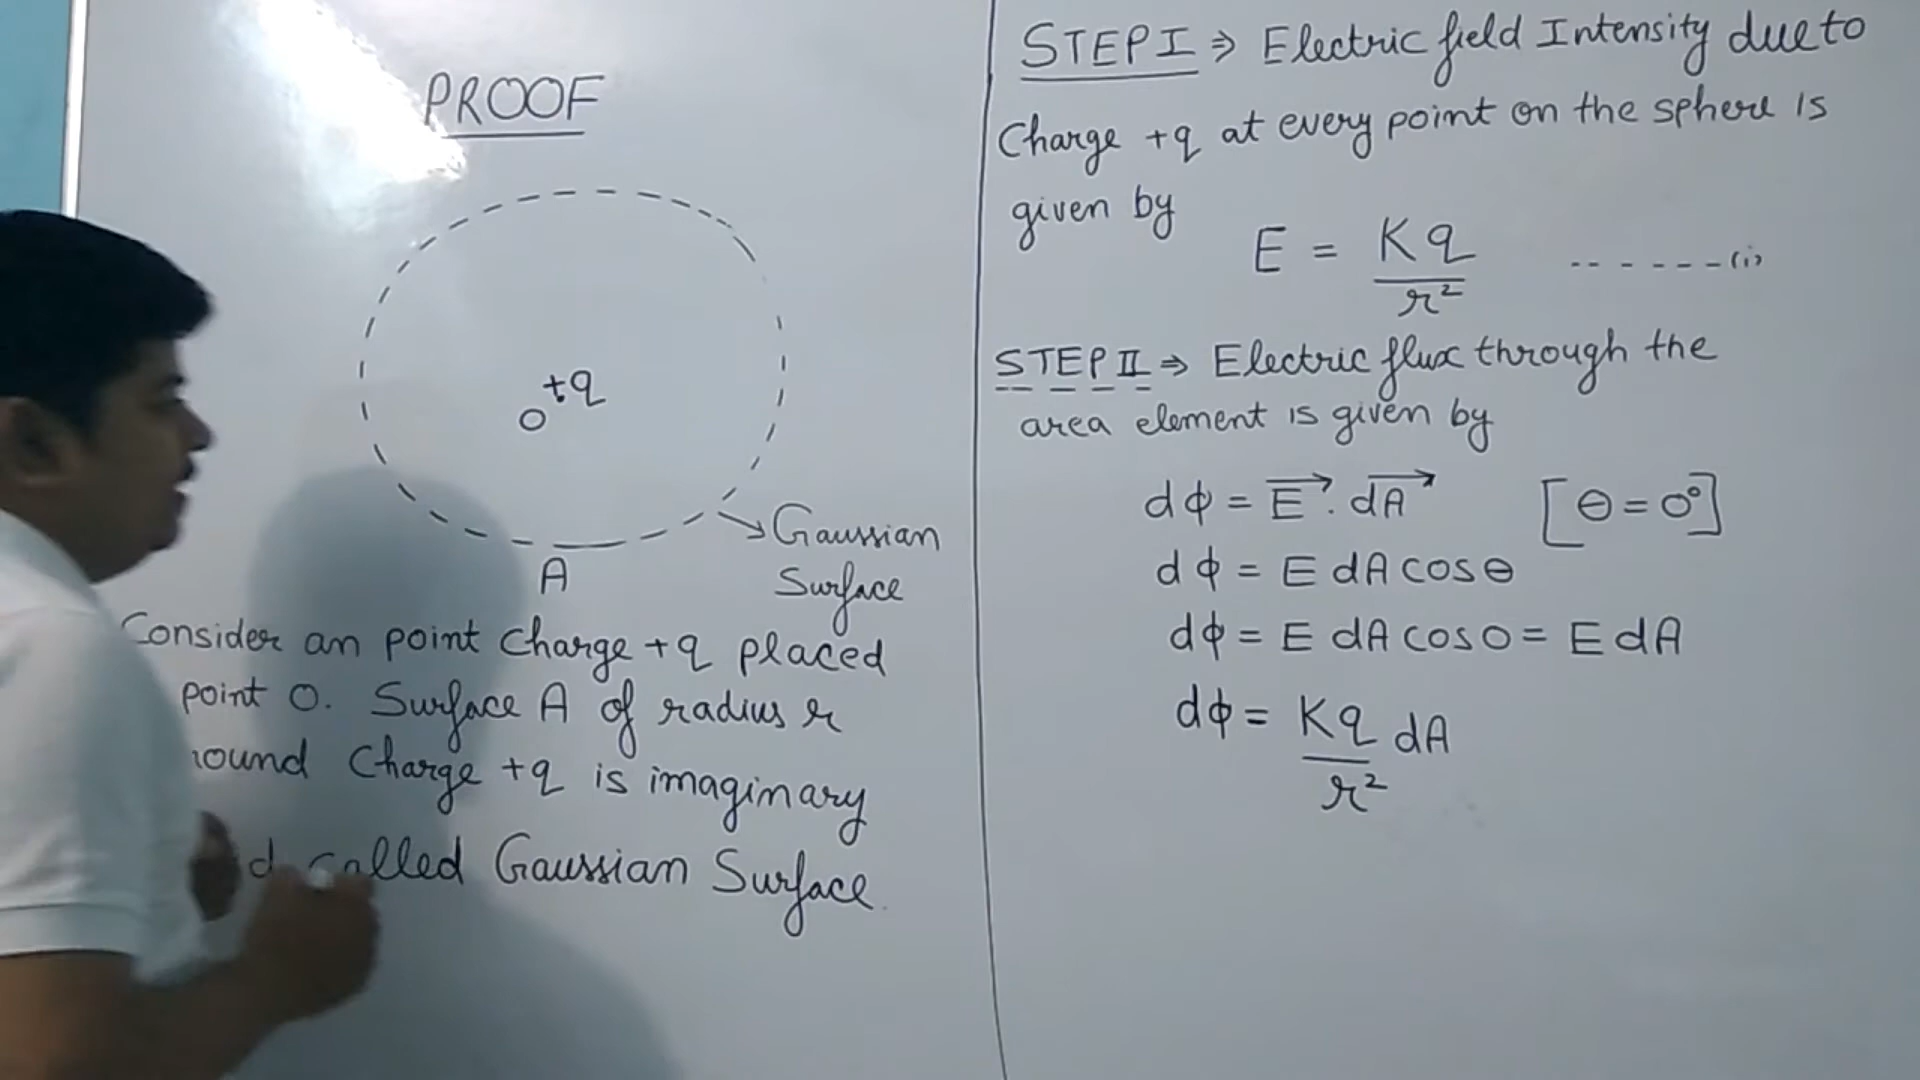 PROOF
+q
O
A
Gaussian
Surface
Consider an point charge +q placed
point O. Surface A of radius r
round charge +q is imaginary
called Gaussian Surface.
STEP I ⇒ Electric field Intensity due to
Charge +q at every point on the sphere is
given by
E = Kq/r² ------(i)
STEP II ⇒ Electric flux through the
area element is given by
dϕ = E⃗ . dA⃗ [θ = 0°]
dϕ = E dA cosθ
dϕ = E dA cos0 = E dA
dϕ = Kq/r² dA